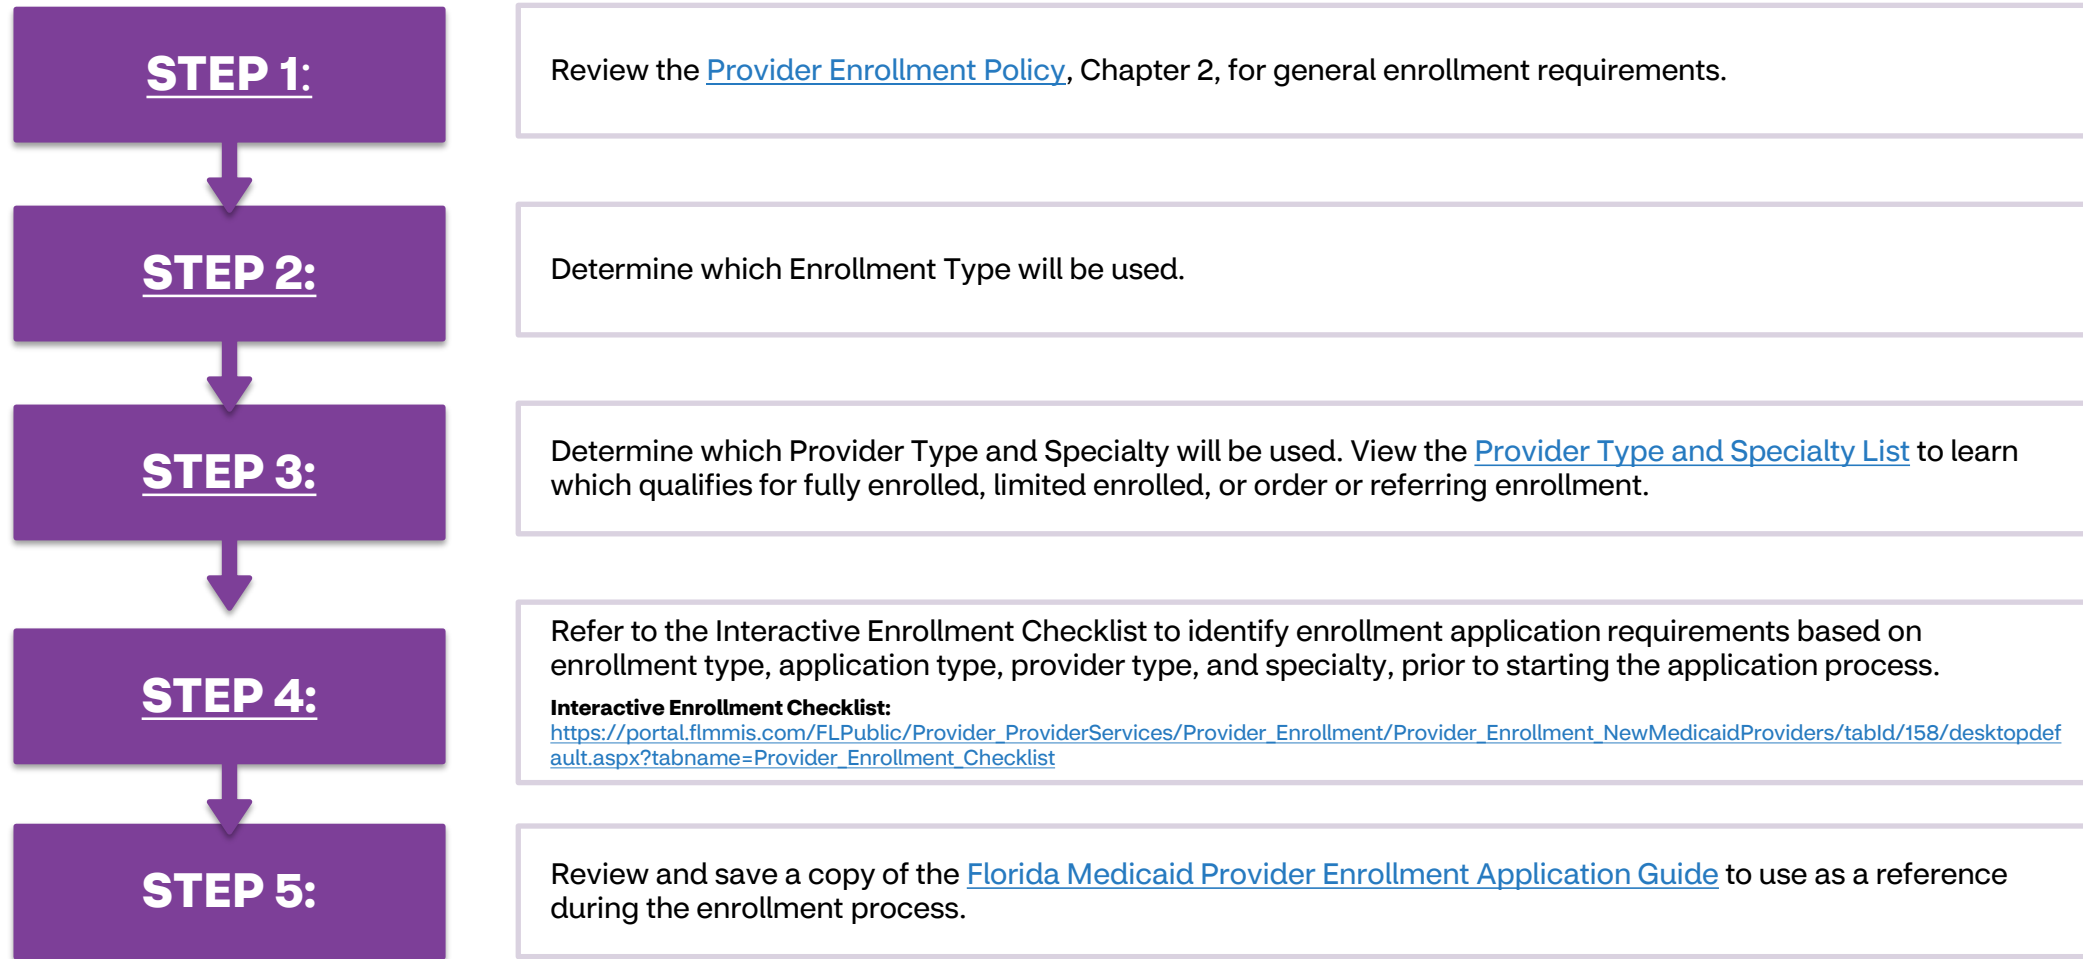 STEP 1:
Review the Provider Enrollment Policy, Chapter 2, for general enrollment requirements.
STEP 2:
Determine which Enrollment Type will be used.
STEP 3:
Determine which Provider Type and Specialty will be used. View the Provider Type and Specialty List to learn
which qualifies for fully enrolled, limited enrolled, or order or referring enrollment.
STEP 4:
Refer to the Interactive Enrollment Checklist to identify enrollment application requirements based on
enrollment type, application type, provider type, and specialty, prior to starting the application process.
Interactive Enrollment Checklist:
https://portal.flmmis.com/FLPublic/Provider_ProviderServices/Provider_Enrollment/Provider_Enrollment_NewMedicaidProviders/tabId/158/desktopdef
ault.aspx?tabname=Provider_Enrollment_Checklist
STEP 5:
Review and save a copy of the Florida Medicaid Provider Enrollment Application Guide to use as a reference
during the enrollment process.